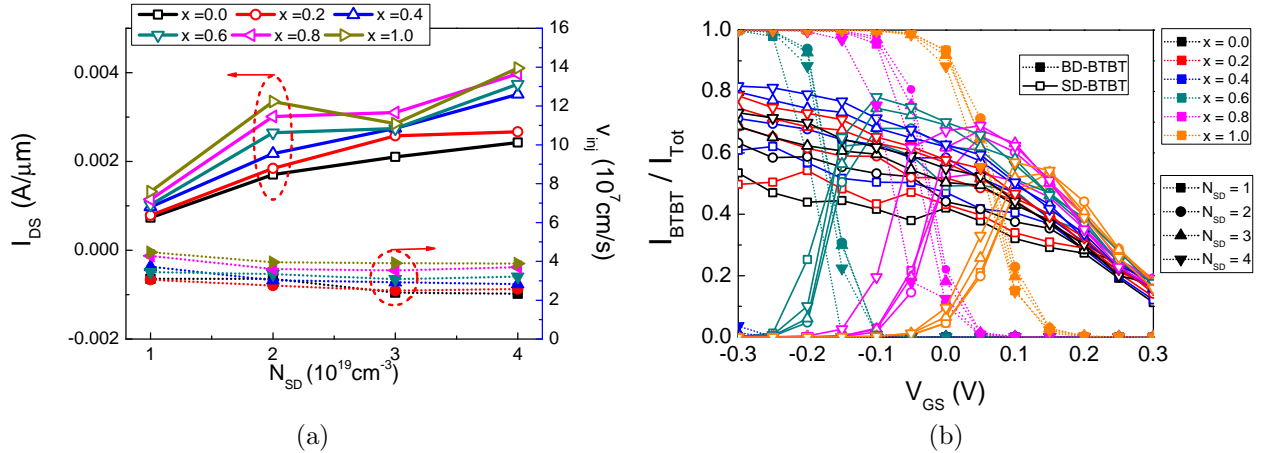 x =0.0 x =0.2 x =0.4
x =0.6 x =0.8 x =1.0
0.004
0.002
0.000
-0.002
I_DS (A/μm)
16
14
12
10
8
6
4
2
0
v_inj (10^7cm/s)
1 2 3 4
N_SD (10^19cm-³)
(a)
1.0
0.8
0.6
0.4
0.2
0.0
I_BTBT / I_Tot
BD-BTBT
SD-BTBT
-0.3 -0.2 -0.1 0.0 0.1 0.2 0.3
V_GS (V)
x = 0.0
x = 0.2
x = 0.4
x = 0.6
x = 0.8
x = 1.0
N_SD = 1
N_SD = 2
N_SD = 3
N_SD = 4
(b)